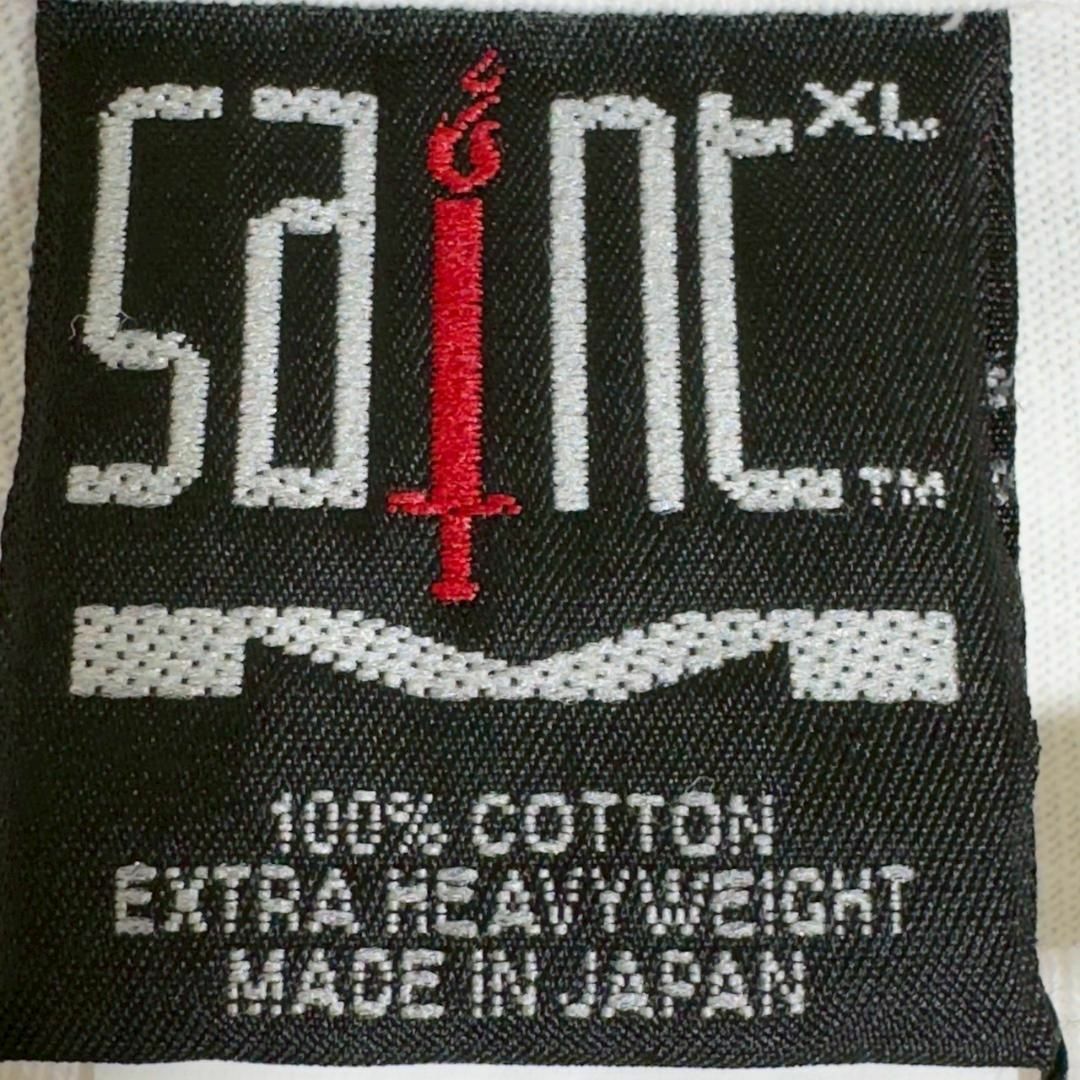 saint XL
TM
100% COTTON
EXTRA HEAVYWEIGHT
MADE IN JAPAN